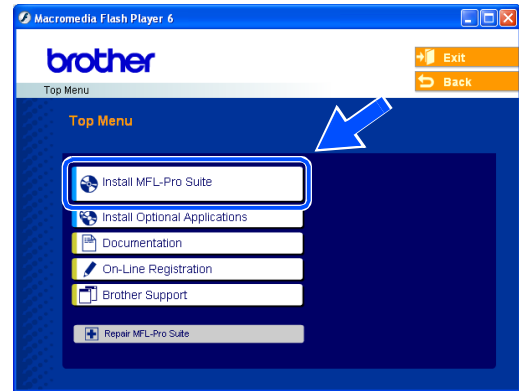 Macromedia Flash Player 6
brother
Exit
Back
Top Menu
Top Menu
Install MFL-Pro Suite
Install Optional Applications
Documentation
On-Line Registration
Brother Support
Repair MFL-Pro Suite